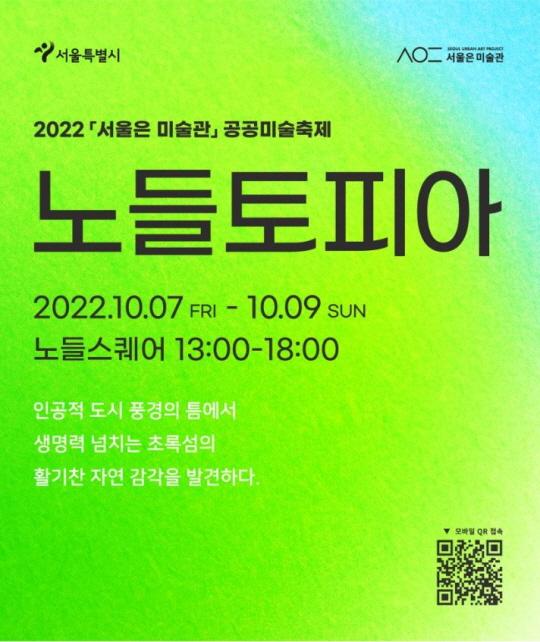 서울특별시
SEOUL URBAN ART PROJECT
서울은 미술관
2022 「서울은 미술관」 공공미술축제
노들토피아
2022.10.07 FRI - 10.09 SUN
노들스퀘어 13:00-18:00
인공적 도시 풍경의 틈에서
생명력 넘치는 초록섬의
활기찬 자연 감각을 발견하다.
▼ 모바일 QR 접속